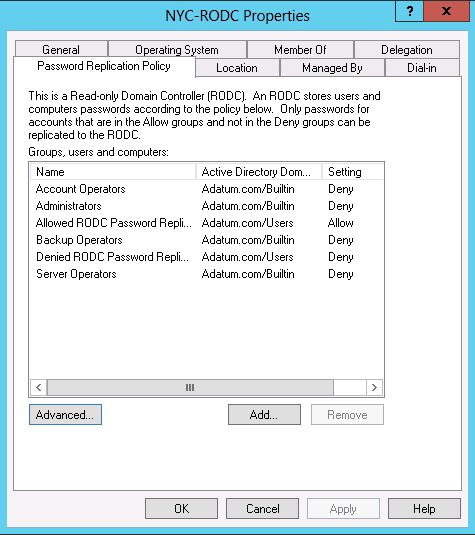 NYC-RODC Properties
?
x
General Operating System Member Of Delegation
Password Replication Policy Location Managed By Dial-in
This is a Read-only Domain Controller (RODC). An RODC stores users and
computers passwords according to the policy below. Only passwords for
accounts that are in the Allow groups and not in the Deny groups can be
replicated to the RODC.
Groups, users and computers:
Name Active Directory Dom... Setting
Account Operators Adatum.com/Builtin Deny
Administrators Adatum.com/Builtin Deny
Allowed RODC Password Repli... Adatum.com/Users Allow
Backup Operators Adatum.com/Builtin Deny
Denied RODC Password Repli... Adatum.com/Users Deny
Server Operators Adatum.com/Builtin Deny
Advanced... Add... Remove
OK Cancel Apply Help